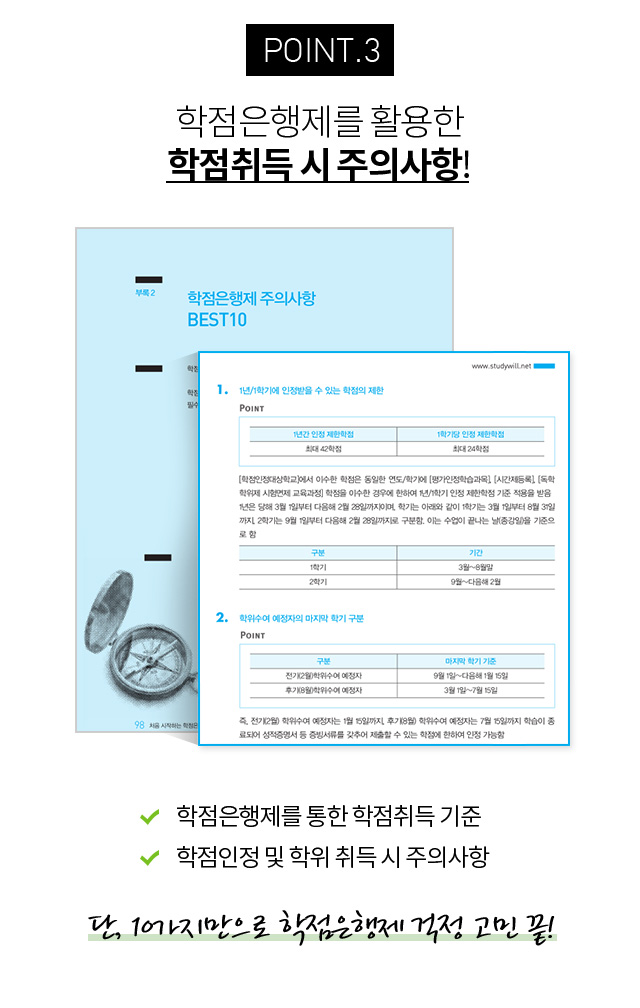 POINT.3
학점은행제를 활용한
학점취득 시 주의사항!
부록 2
학점은행제 주의사항
BEST10
학점
학점
필수
98 처음 시작하는 학점은
www.studywill.net
1. 1년/1학기에 인정받을 수 있는 학점의 제한
POINT
1년간 인정 제한학점 1학기당 인정 제한학점
최대 42학점 최대 24학점
[학점인정대상학교]에서 이수한 학점은 동일한 연도/학기에 [평가인정학습과목], [시간제등록], [독학
학위제 시험면제 교육과정] 학점을 이수한 경우에 한하여 1년/1학기 인정 제한학점 기준 적용을 받음
1년은 당해 3월 1일부터 다음해 2월 28일까지이며, 학기는 아래와 같이 1학기는 3월 1일부터 8월 31일
까지, 2학기는 9월 1일부터 다음해 2월 28일까지로 구분함. 이는 수업이 끝나는 날(종강일)을 기준으
로 함
구분 기간
1학기 3월~8월말
2학기 9월~다음해 2월
2. 학위수여 예정자의 마지막 학기 구분
POINT
구분 마지막 학기 기준
전기(2월)학위수여 예정자 9월 1일~다음해 1월 15일
후기(8월)학위수여 예정자 3월 1일~7월 15일
즉, 전기(2월) 학위수여 예정자는 1월 15일까지, 후기(8월) 학위수여 예정자는 7월 15일까지 학습이 종
료되어 성적증명서 등 증빙서류를 갖추어 제출할 수 있는 학점에 한하여 인정 가능함
학점은행제를 통한 학점취득 기준
학점인정 및 학위 취득 시 주의사항
단, 10가지만으로 학점은행제 걱정 고민 끝!